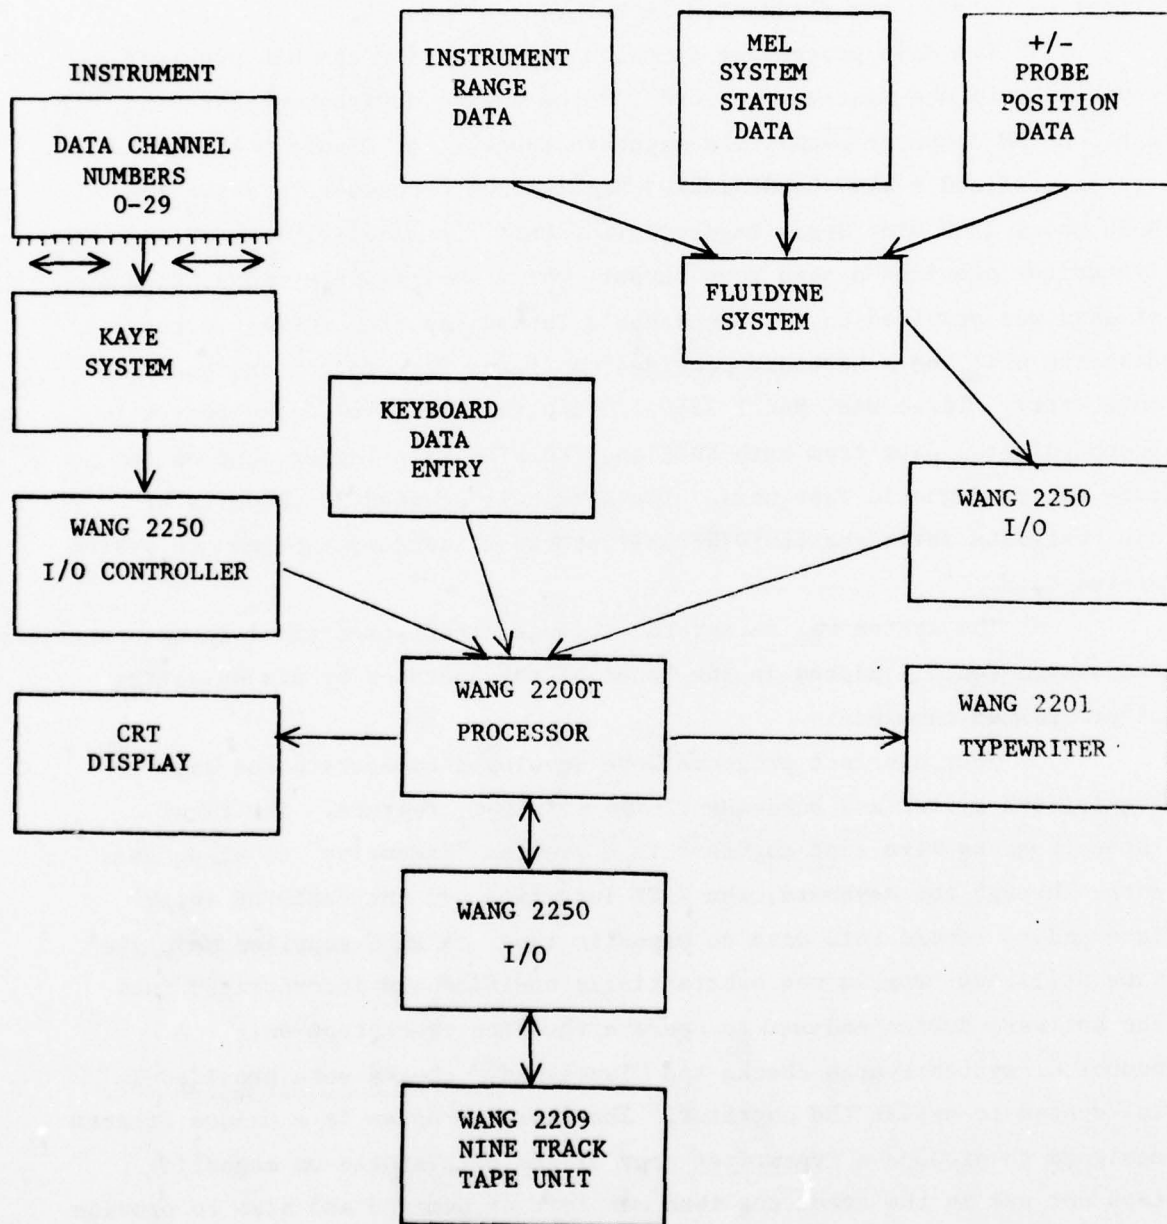 INSTRUMENT
DATA CHANNEL
NUMBERS
0-29
INSTRUMENT
RANGE
DATA
MEL
SYSTEM
STATUS
DATA
+/-
PROBE
POSITION
DATA
KAYE
SYSTEM
FLUIDYNE
SYSTEM
KEYBOARD
DATA
ENTRY
WANG 2250
I/O CONTROLLER
WANG 2250
I/O
CRT
DISPLAY
WANG 2200T
PROCESSOR
WANG 2201
TYPEWRITER
WANG 2250
I/O
WANG 2209
NINE TRACK
TAPE UNIT